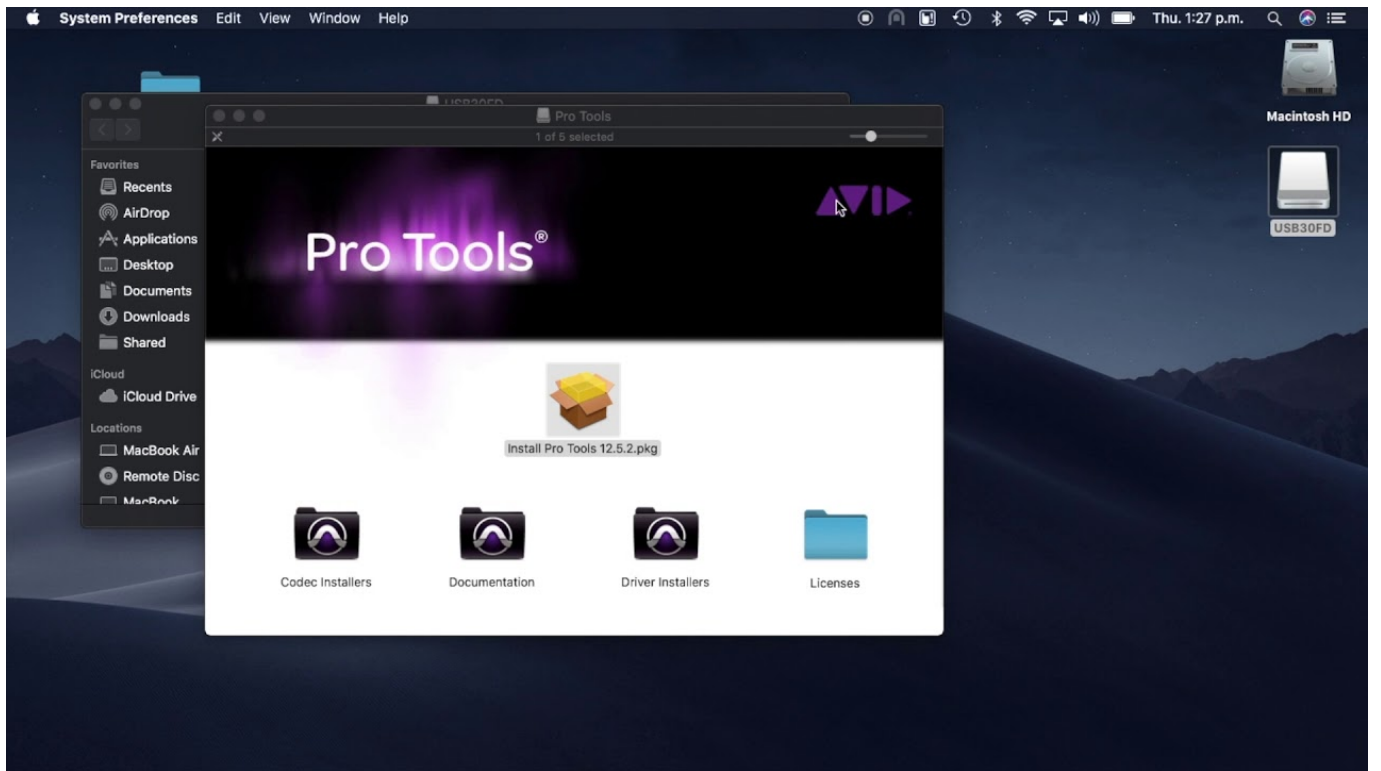 System Preferences Edit View Window Help Thu. 1:27 p.m.
Macintosh HD
USB30FD
USB30FD
Favorites
Recents
AirDrop
Applications
Desktop
Documents
Downloads
Shared
iCloud
iCloud Drive
Locations
MacBook Air
Remote Disc
MacBook
Pro Tools
1 of 5 selected
AVID
Pro Tools®
Install Pro Tools 12.5.2.pkg
Codec Installers
Documentation
Driver Installers
Licenses